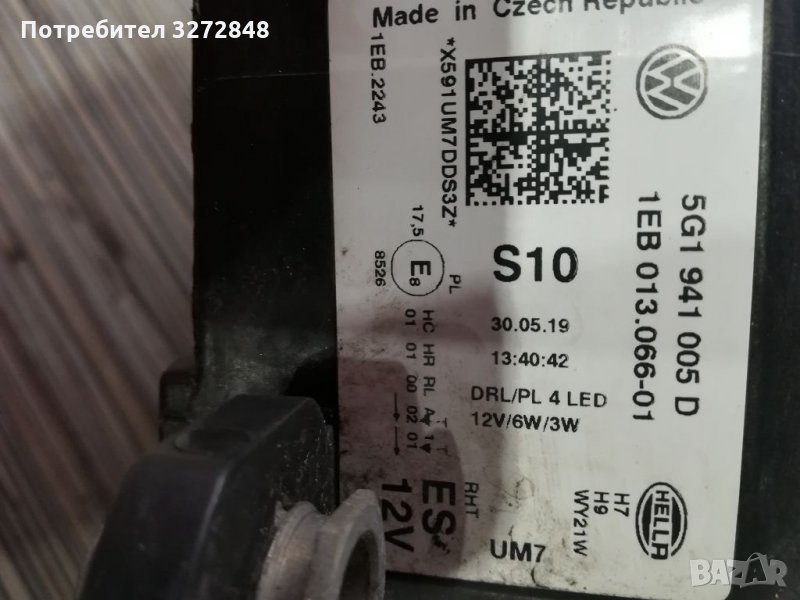 Потребител 3272848
Made in Czech Republic
1EB.2243
*X591UM7DDS3Z*
5G1 941 005 D
1EB 013.066-01
17,5
E8
8526
PL
S10
30.05.19
13:40:42
DRL/PL 4 LED
12V/6W/3W
HC HR RL A 1 T
01 01 00 02 01
RHT
ES
12V
UM7
H7
H9
WY21W
HELLA
BAZAR